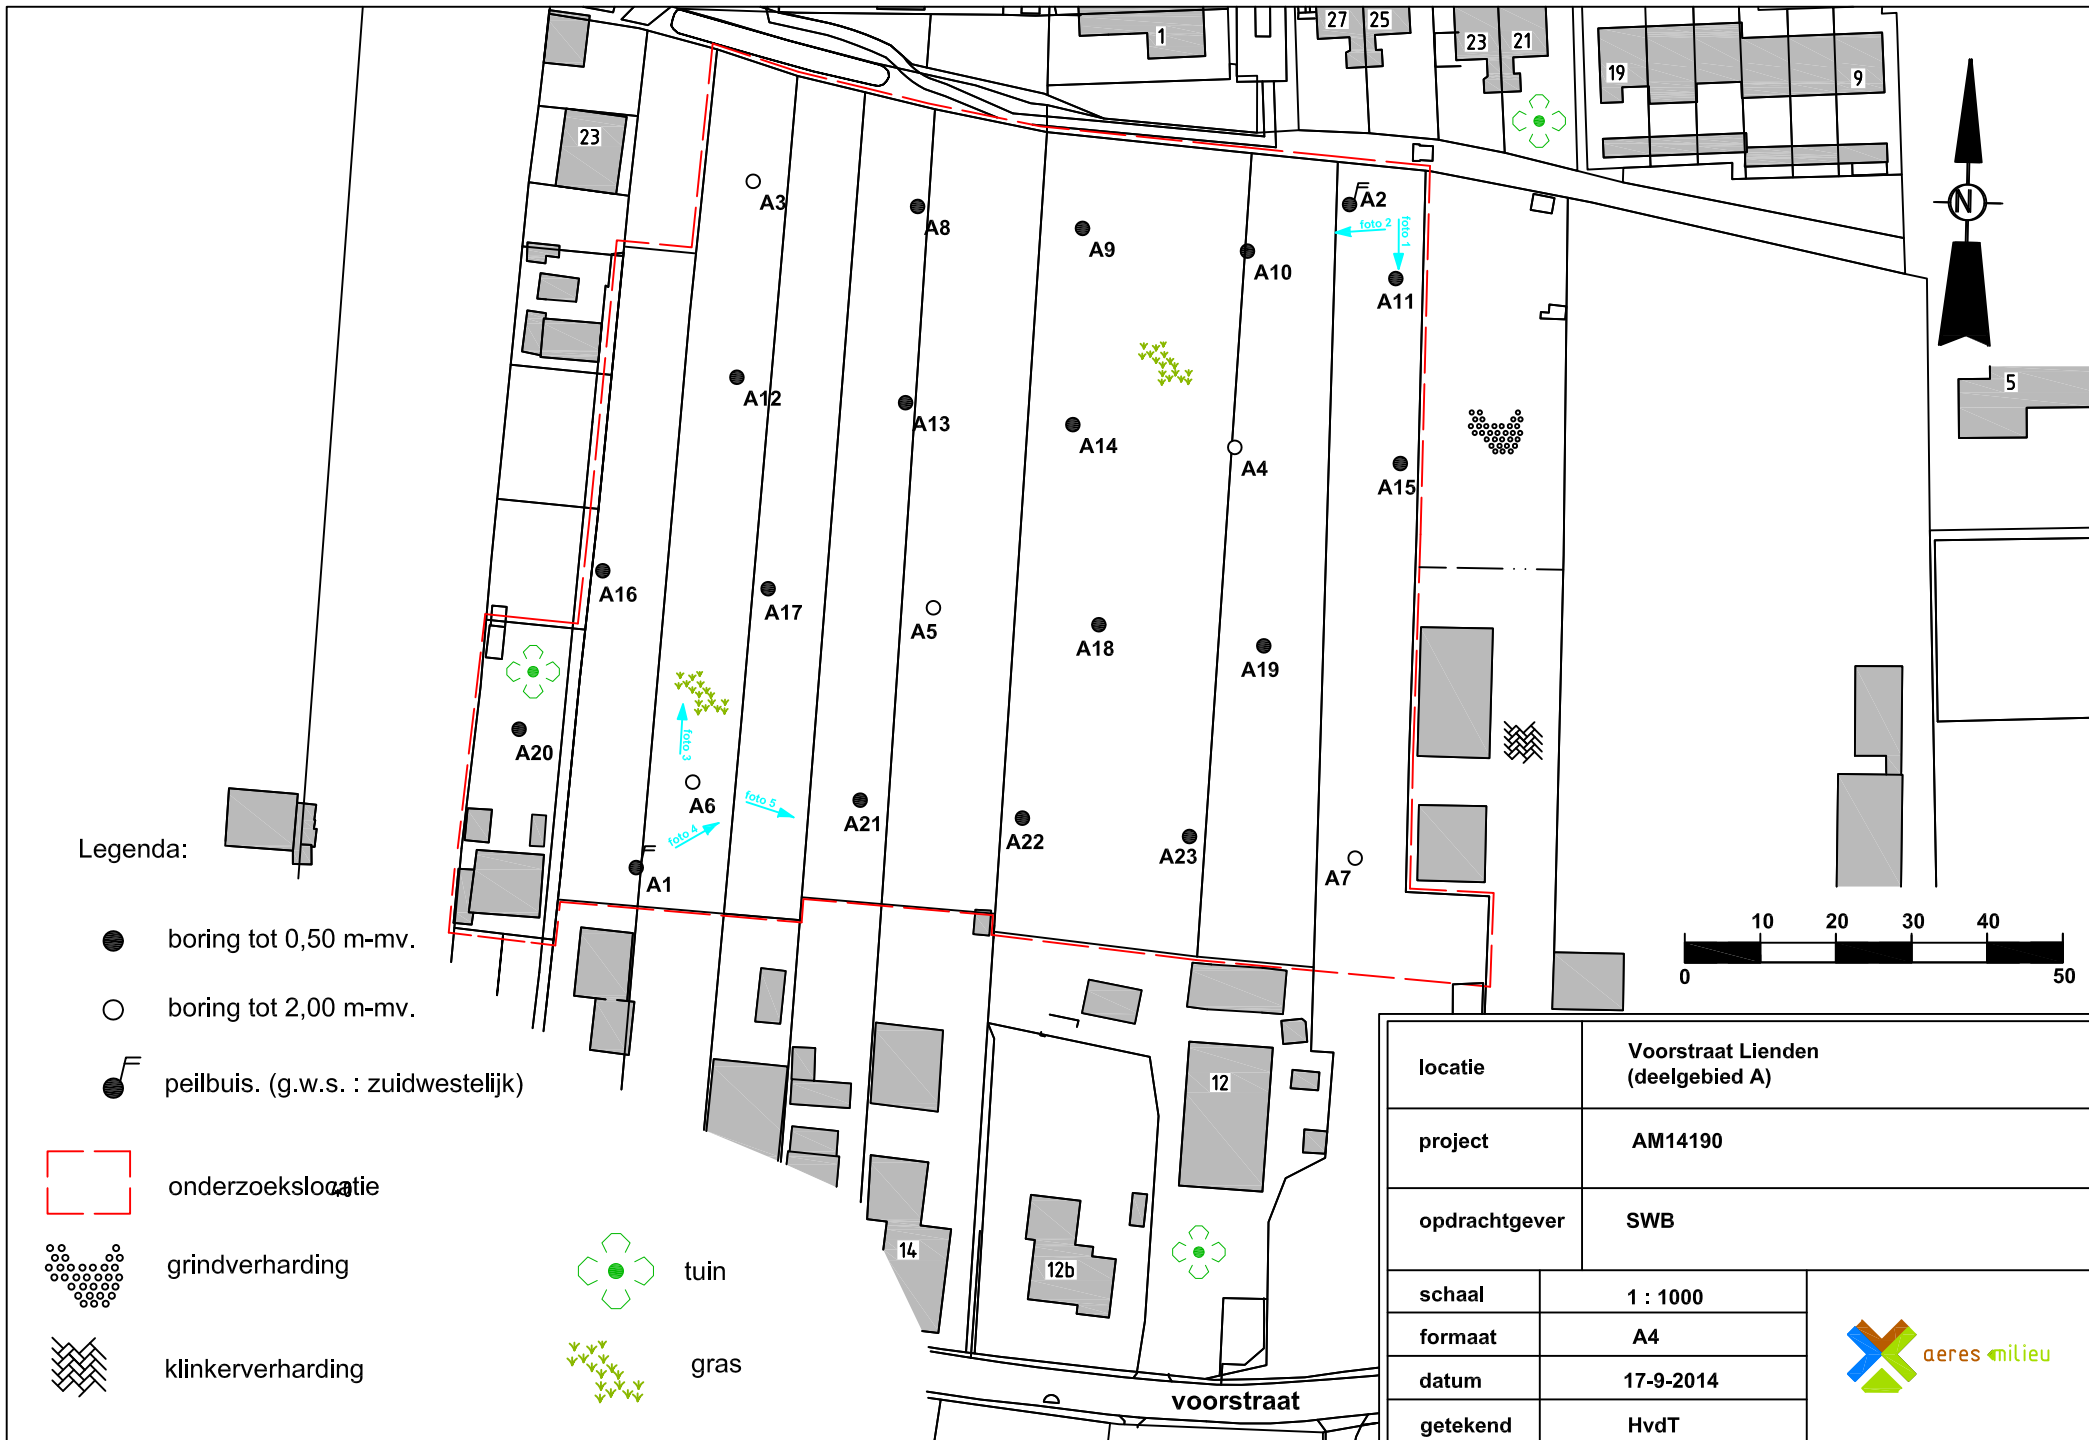 1
27
25
23
21
19
9
23
A3
A8
A9
A2
foto 2
foto 1
A10
A11
N
5
A12
A13
A14
A4
A15
A16
A17
A5
A18
A19
A20
foto 3
A6
foto 5
foto 4
A21
A22
A23
A7
A1
Legenda:
boring tot 0,50 m-mv.
boring tot 2,00 m-mv.
peilbuis. (g.w.s. : zuidwestelijk)
onderzoekslocatie
grindverharding
klinkerverharding
tuin
gras
10 20 30 40
0 50
12
14
12b
voorstraat
locatie
Voorstraat Lienden
(deelgebied A)
project AM14190
opdrachtgever SWB
schaal 1 : 1000
formaat A4
datum 17-9-2014
getekend HvdT
aeres milieu